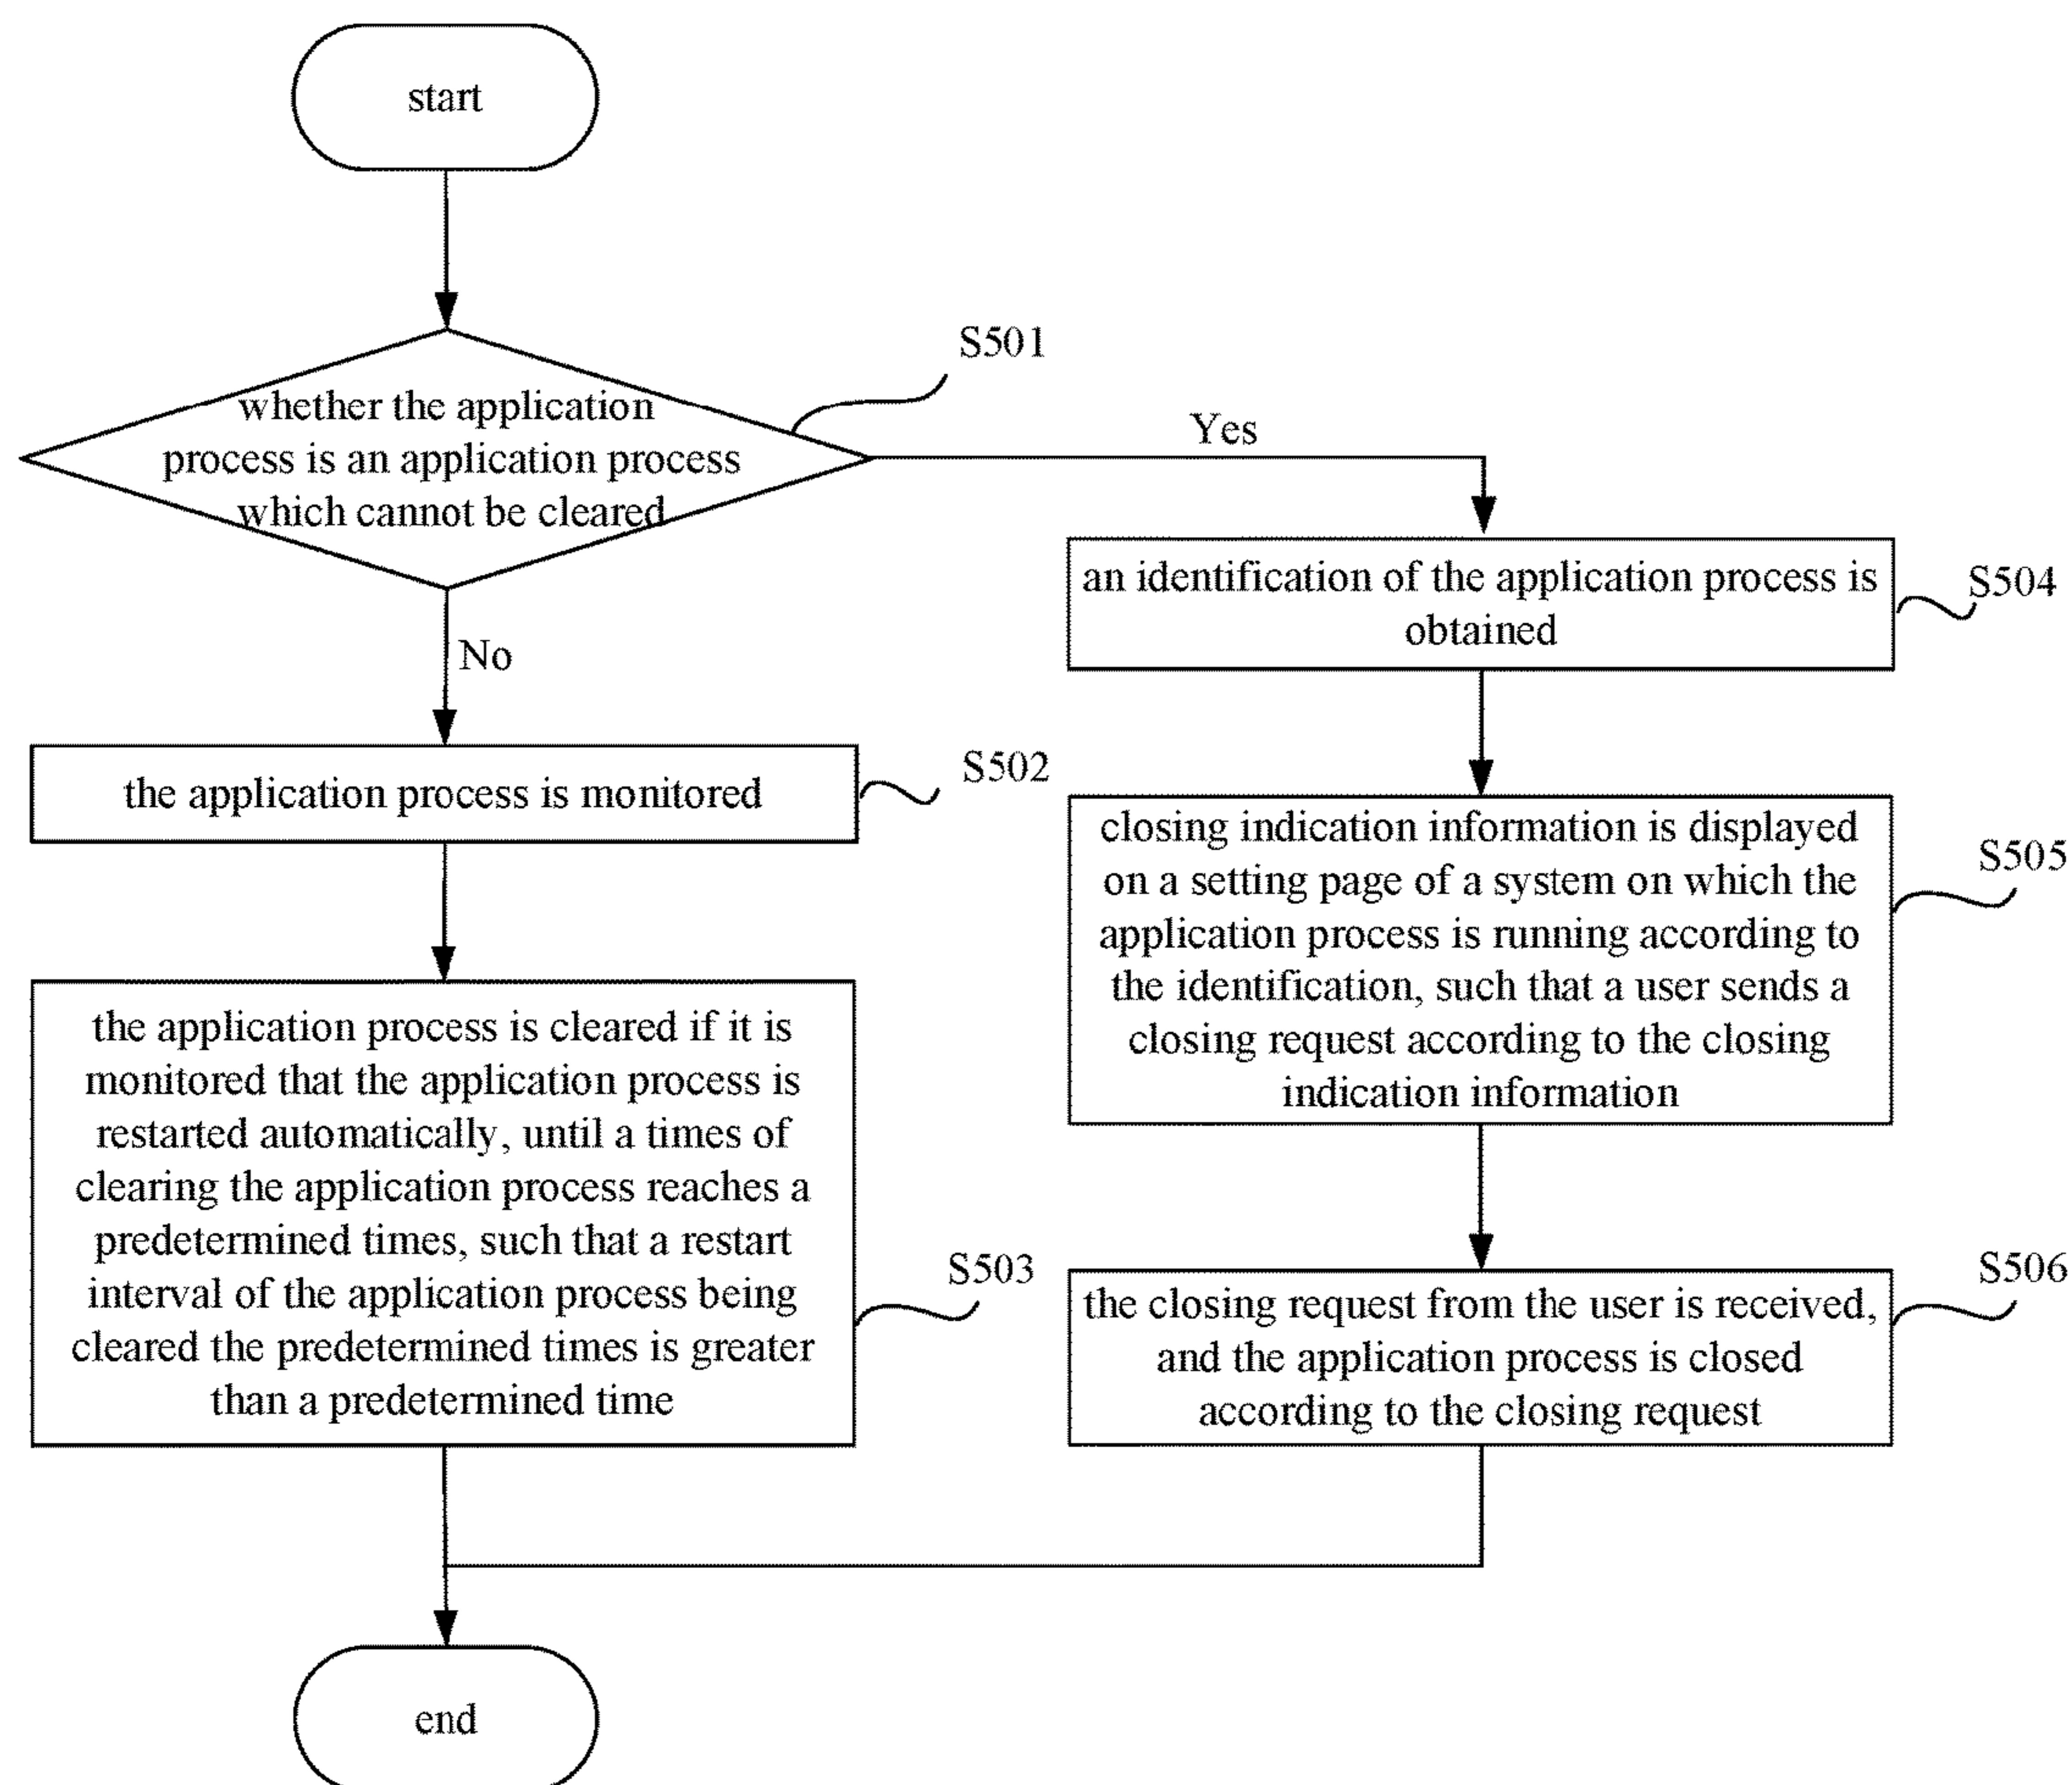 start
S501
whether the application
process is an application process
which cannot be cleared
Yes
No
the application process is monitored
S502
the application process is cleared if it is
monitored that the application process is
restarted automatically, until a times of
clearing the application process reaches a
predetermined times, such that a restart
interval of the application process being
cleared the predetermined times is greater
than a predetermined time
S503
an identification of the application process is
obtained
S504
closing indication information is displayed
on a setting page of a system on which the
application process is running according to
the identification, such that a user sends a
closing request according to the closing
indication information
S505
the closing request from the user is received,
and the application process is closed
according to the closing request
S506
end